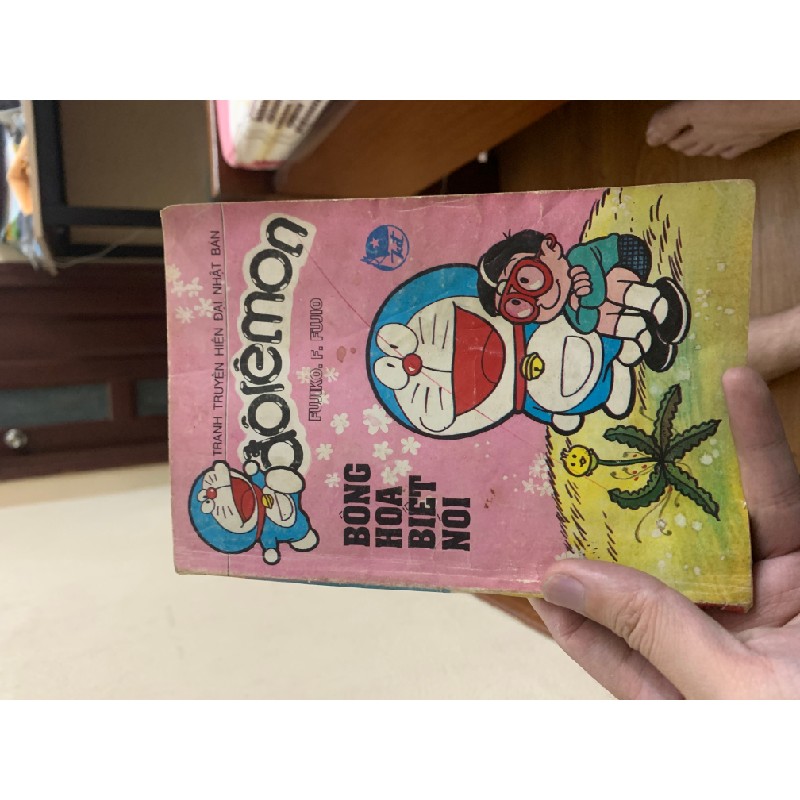 TRANH TRUYỆN HIỆN ĐẠI NHẬT BẢN
ĐÔRÊMON
FUJIKO. F. FUJIO
BÔNG
HOA
BIẾT
NÓI